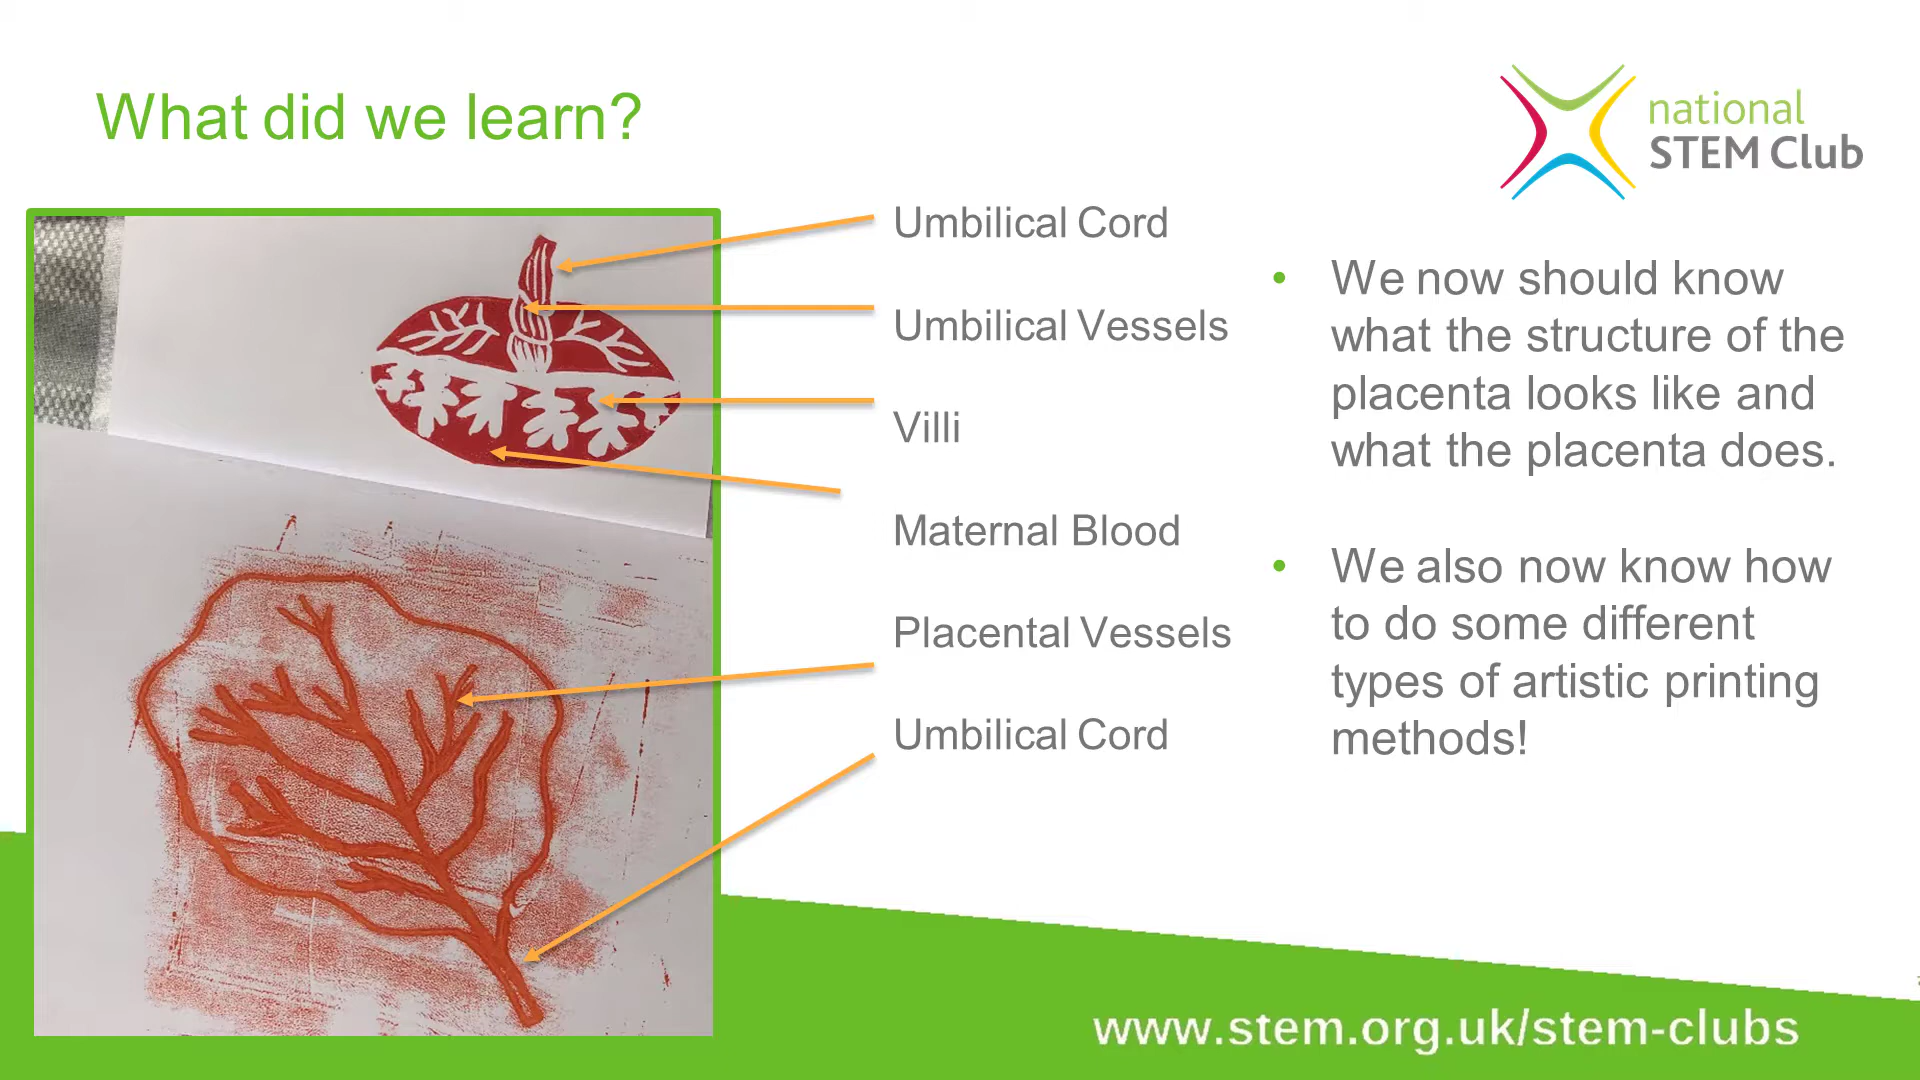 What did we learn?
national
STEM Club
Umbilical Cord
Umbilical Vessels
Villi
Maternal Blood
Placental Vessels
Umbilical Cord
• We now should know
what the structure of the
placenta looks like and
what the placenta does.
• We also now know how
to do some different
types of artistic printing
methods!
www.stem.org.uk/stem-clubs